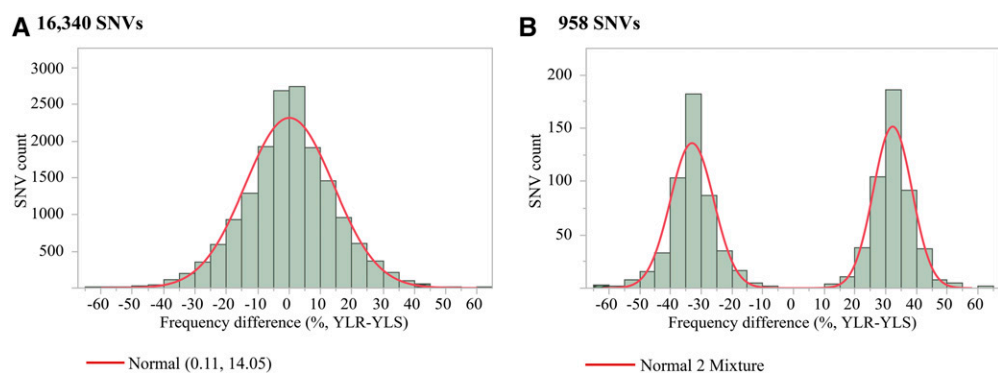 A 16,340 SNVs
3000
2500
2000
1500
1000
500
SNV count
-60 -40 -30 -20 -10 0 10 20 30 40 60
Frequency difference (%, YLR-YLS)
Normal (0.11, 14.05)
B 958 SNVs
200
150
100
50
SNV count
-60 -50 -40 -30 -20 -10 0 10 20 30 40 50 60
Frequency difference (%, YLR-YLS)
Normal 2 Mixture